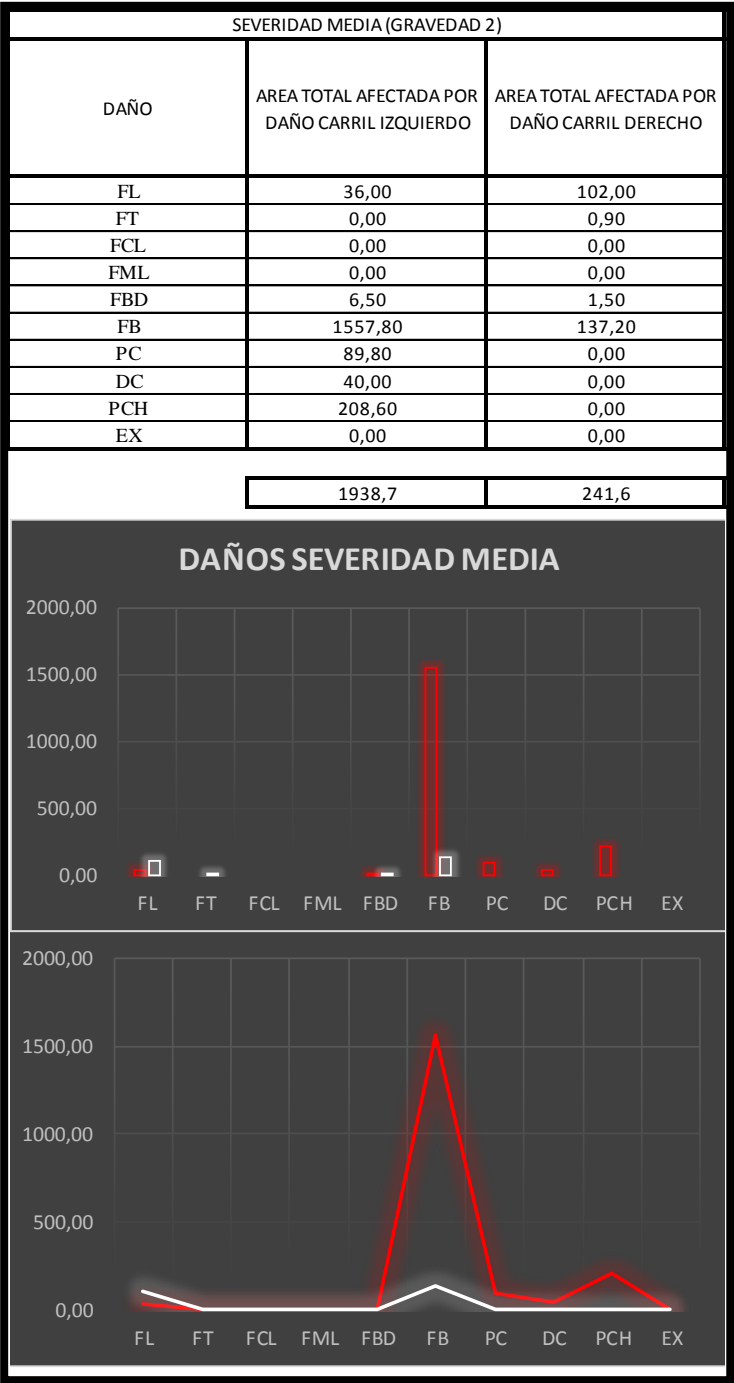 SEVERIDAD MEDIA (GRAVEDAD 2)
DAÑO
AREA TOTAL AFECTADA POR
DAÑO CARRIL IZQUIERDO
AREA TOTAL AFECTADA POR
DAÑO CARRIL DERECHO
FL 36,00 102,00
FT 0,00 0,90
FCL 0,00 0,00
FML 0,00 0,00
FBD 6,50 1,50
FB 1557,80 137,20
PC 89,80 0,00
DC 40,00 0,00
PCH 208,60 0,00
EX 0,00 0,00
1938,7 241,6
DAÑOS SEVERIDAD MEDIA
2000,00
1500,00
1000,00
500,00
0,00
FL FT FCL FML FBD FB PC DC PCH EX
2000,00
1500,00
1000,00
500,00
0,00
FL FT FCL FML FBD FB PC DC PCH EX